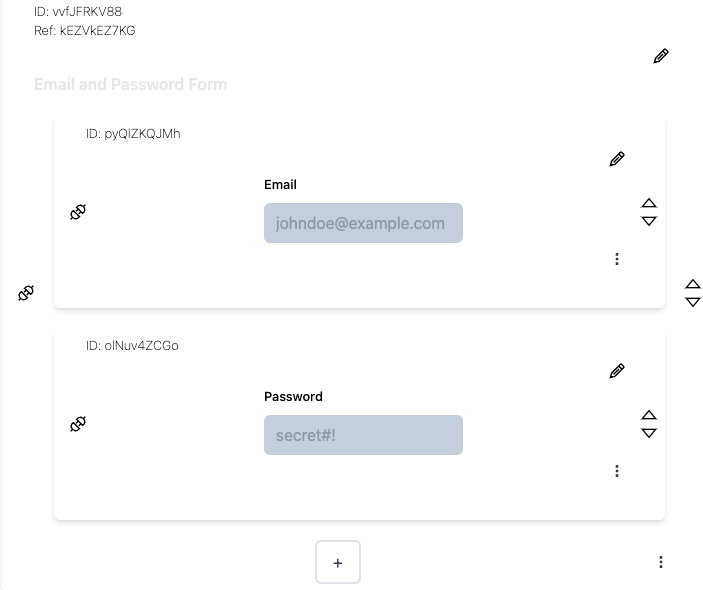 ID: vvfJFRKV88
Ref: kEZVkEZ7KG
Email and Password Form
ID: pyQIZKQJMh
Email
johndoe@example.com
ID: olNuv4ZCGo
Password
secret#!
+